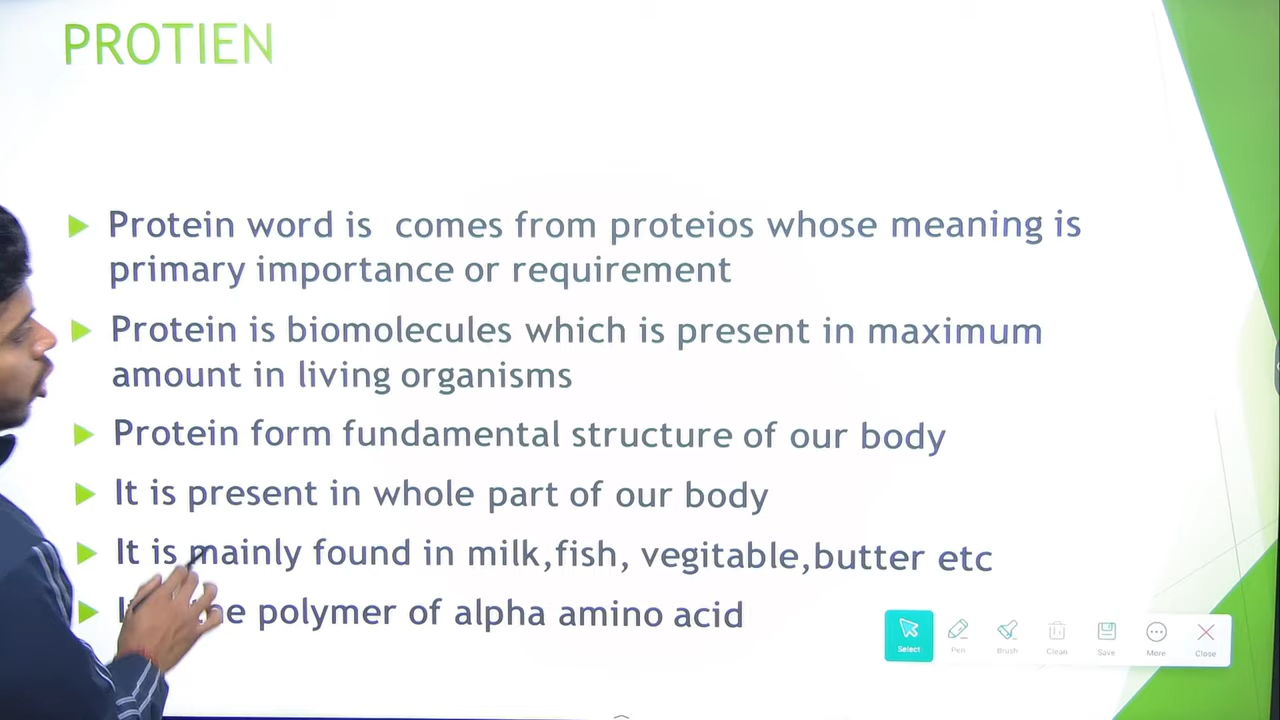 PROTIEN
Protein word is comes from proteios whose meaning is
primary importance or requirement
Protein is biomolecules which is present in maximum
amount in living organisms
Protein form fundamental structure of our body
It is present in whole part of our body
It is mainly found in milk,fish, vegitable,butter etc
polymer of alpha amino acid
Select Pen Brush Clean Save More Close